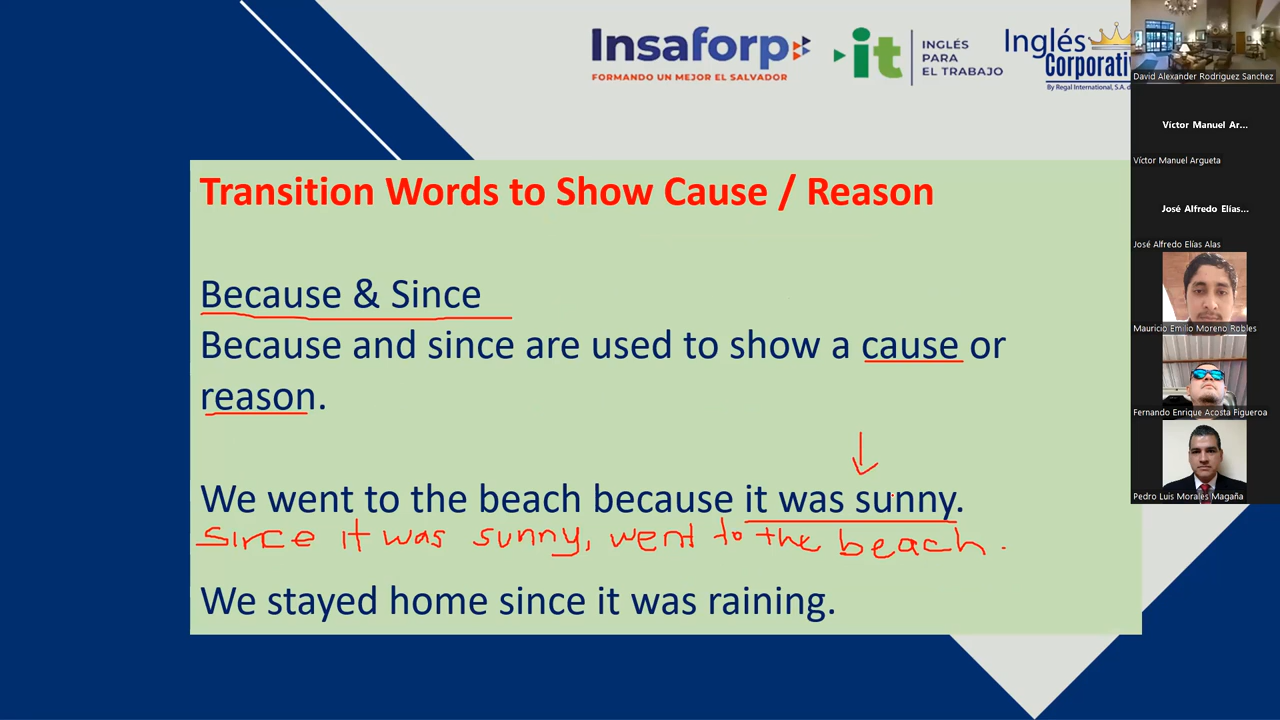 Insaforp
FORMANDO UN MEJOR EL SALVADOR
it
INGLÉS
PARA
EL TRABAJO
Inglés
Corporativ
By Regal International, S.A. d
Transition Words to Show Cause / Reason
Because & Since
Because and since are used to show a cause or
reason.
We went to the beach because it was sunny.
Since it was sunny, went to the beach.
We stayed home since it was raining.
David Alexander Rodriguez Sanchez
Víctor Manuel Ar...
Víctor Manuel Argueta
José Alfredo Elías...
José Alfredo Elías Alas
Mauricio Emilio Moreno Robles
Fernando Enrique Acosta Figueroa
Pedro Luis Morales Magaña